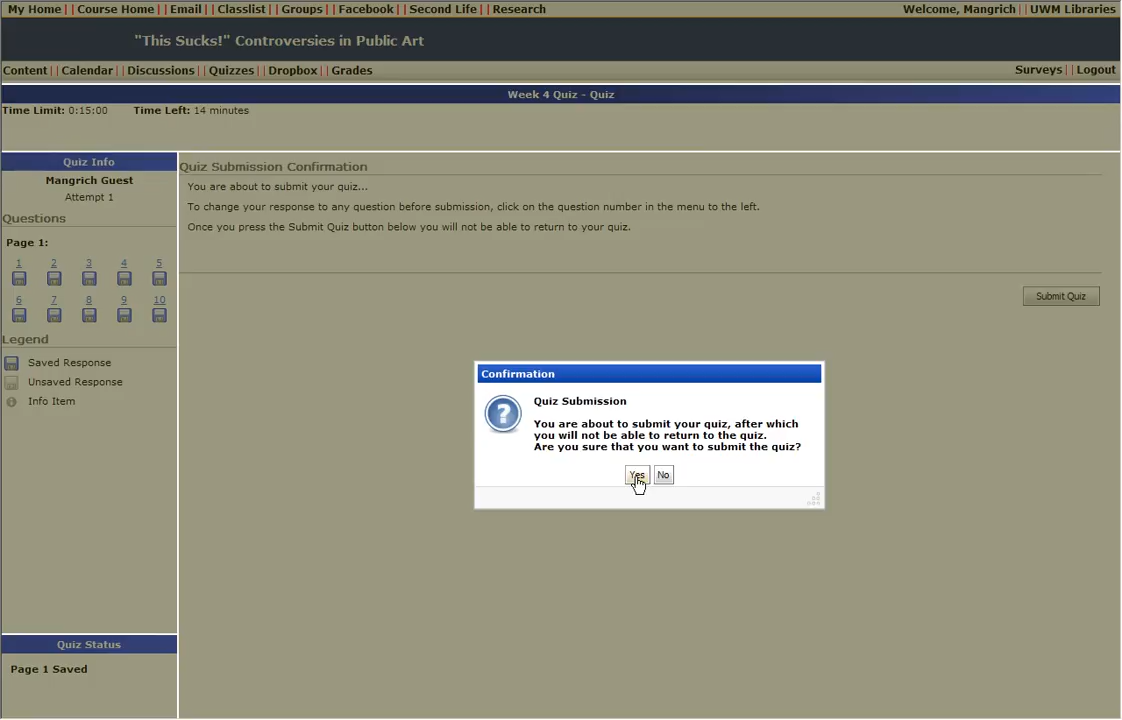 My Home | | Course Home | | Email | | Classlist | | Groups | | Facebook | | Second Life | | Research
Welcome, Mangrich | | UWM Libraries
"This Sucks!" Controversies in Public Art
Content | | Calendar | | Discussions | | Quizzes | | Dropbox | | Grades
Surveys | | Logout
Week 4 Quiz - Quiz
Time Limit: 0:15:00 Time Left: 14 minutes
Quiz Info
Mangrich Guest
Attempt 1
Questions
Page 1:
1 2 3 4 5
6 7 8 9 10
Legend
Saved Response
Unsaved Response
Info Item
Quiz Status
Page 1 Saved
Quiz Submission Confirmation
You are about to submit your quiz...
To change your response to any question before submission, click on the question number in the menu to the left.
Once you press the Submit Quiz button below you will not be able to return to your quiz.
Submit Quiz
Confirmation
?
Quiz Submission
You are about to submit your quiz, after which
you will not be able to return to the quiz.
Are you sure that you want to submit the quiz?
Yes No